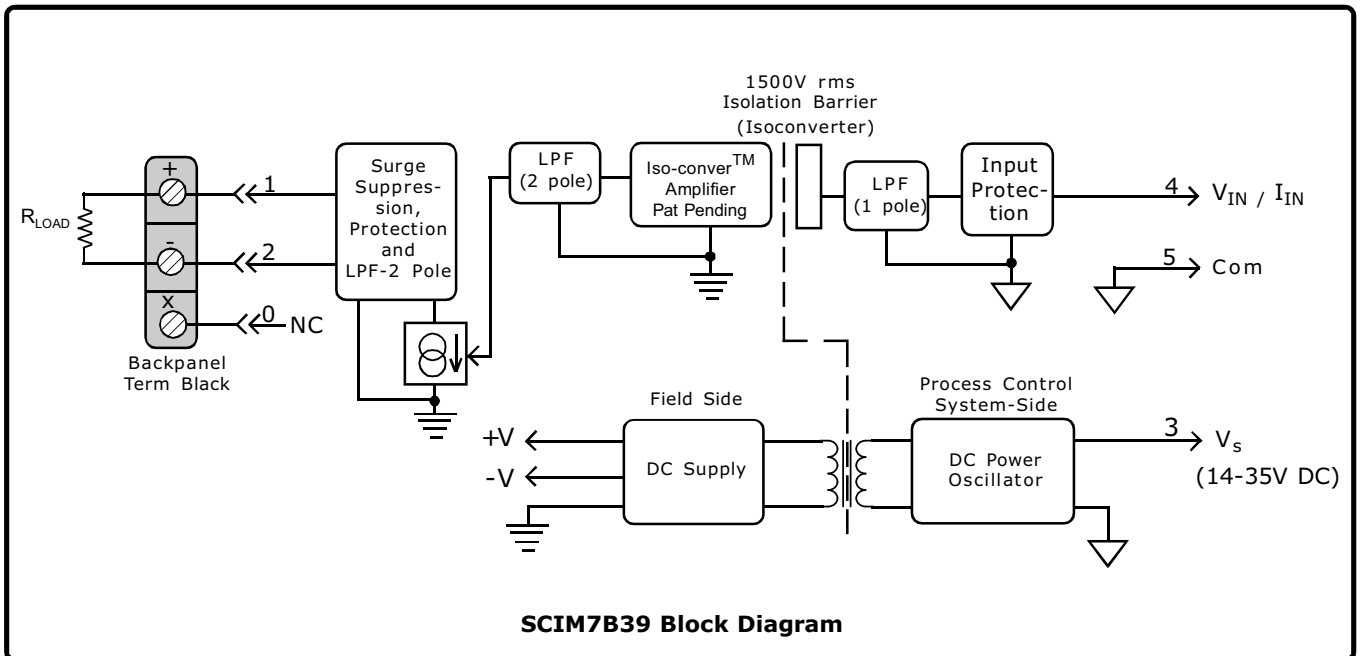 1500V rms
Isolation Barrier
(Isoconverter)
+
1
R_LOAD
-
2
x
0
NC
Backpanel
Term Black
Surge
Suppres-
sion,
Protection
and
LPF-2 Pole
LPF
(2 pole)
Iso-conver™
Amplifier
Pat Pending
LPF
(1 pole)
Input
Protec-
tion
4
V_IN / I_IN
5
Com
Field Side
Process Control
System-Side
+V
-V
DC Supply
DC Power
Oscillator
3
V_s
(14-35V DC)
SCIM7B39 Block Diagram